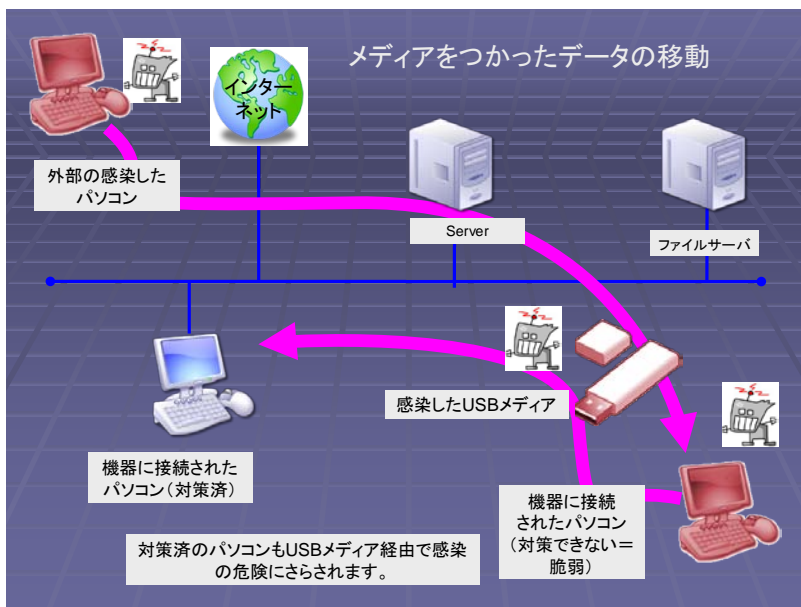 メディアをつかったデータの移動
インター
ネット
外部の感染した
パソコン
Server
ファイルサーバ
感染したUSBメディア
機器に接続された
パソコン(対策済)
機器に接続
されたパソコン
(対策できない=
脆弱)
対策済のパソコンもUSBメディア経由で感染
の危険にさらされます。